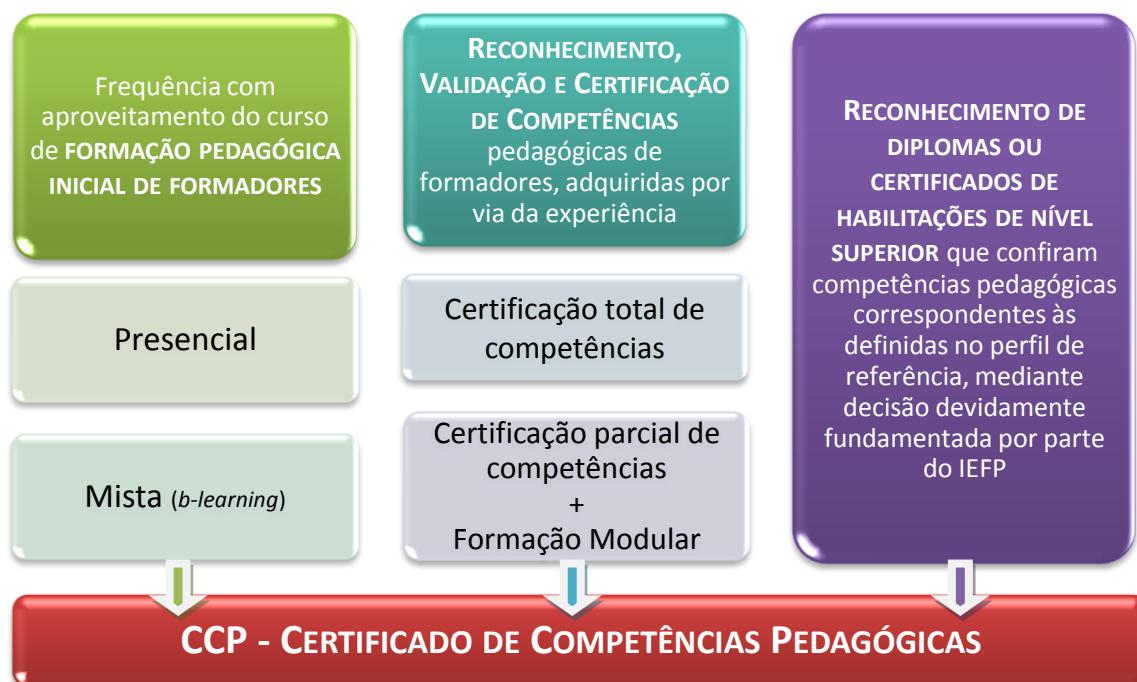 Frequência com
aproveitamento do curso
de FORMAÇÃO PEDAGÓGICA
INICIAL DE FORMADORES
Presencial
Mista (b-learning)
RECONHECIMENTO,
VALIDAÇÃO E CERTIFICAÇÃO
DE COMPETÊNCIAS
pedagógicas de
formadores, adquiridas por
via da experiência
Certificação total de
competências
Certificação parcial de
competências
+
Formação Modular
RECONHECIMENTO DE
DIPLOMAS OU
CERTIFICADOS DE
HABILITAÇÕES DE NÍVEL
SUPERIOR que confiram
competências pedagógicas
correspondentes às
definidas no perfil de
referência, mediante
decisão devidamente
fundamentada por parte
do IEFP
CCP - CERTIFICADO DE COMPETÊNCIAS PEDAGÓGICAS